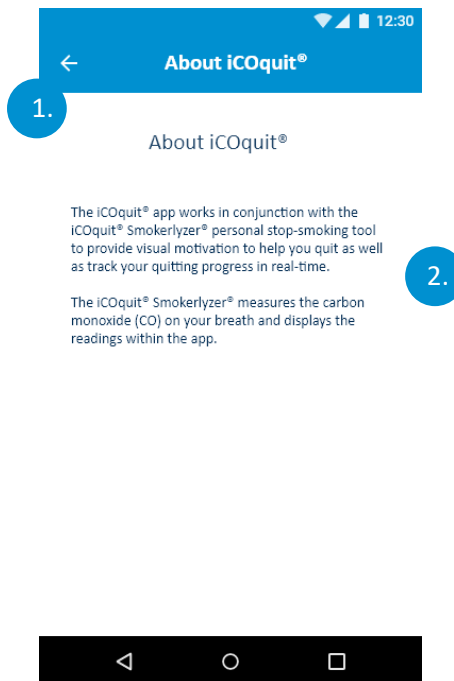 12:30
About iCOquit®
1.
About iCOquit®
The iCOquit® app works in conjunction with the
iCOquit® Smokerlyzer® personal stop-smoking tool
to provide visual motivation to help you quit as well
as track your quitting progress in real-time.
2.
The iCOquit® Smokerlyzer® measures the carbon
monoxide (CO) on your breath and displays the
readings within the app.